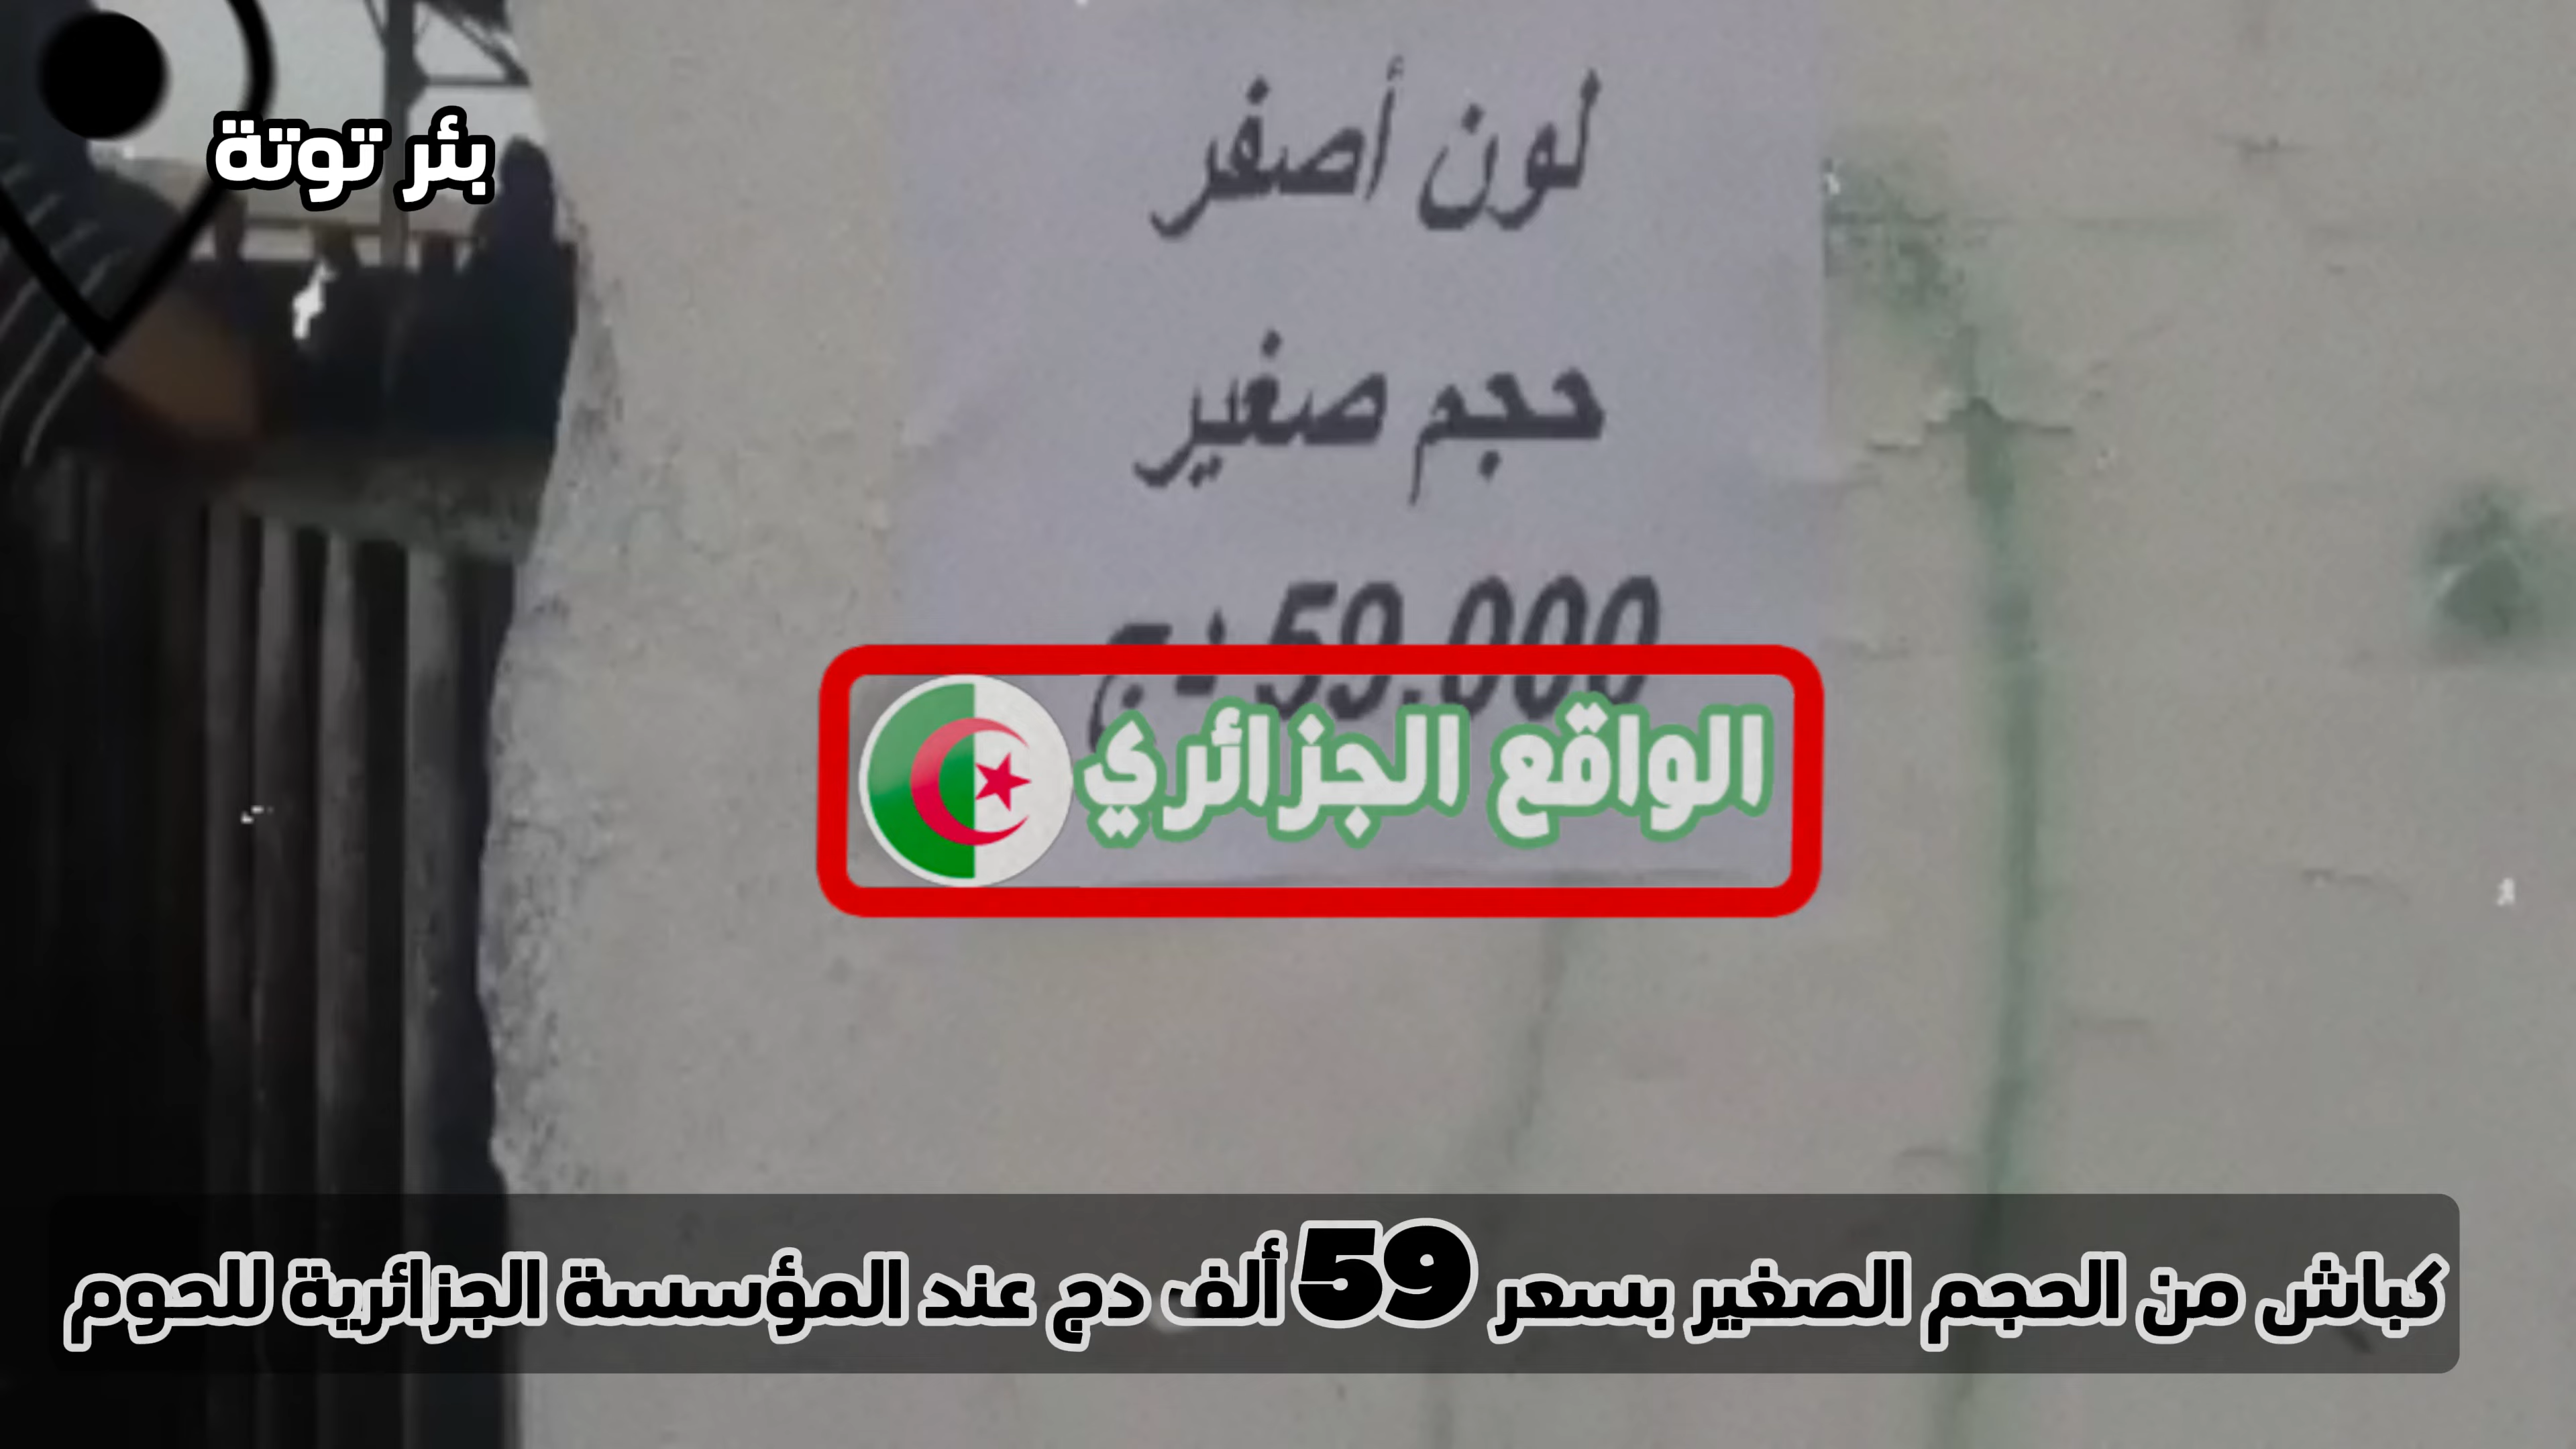 بئر توتة
لون أصفر
حجم صغير
59.000 دج
الواقع الجزائري
كباش من الحجم الصغير بسعر 59 ألف دج عند المؤسسة الجزائرية للحوم